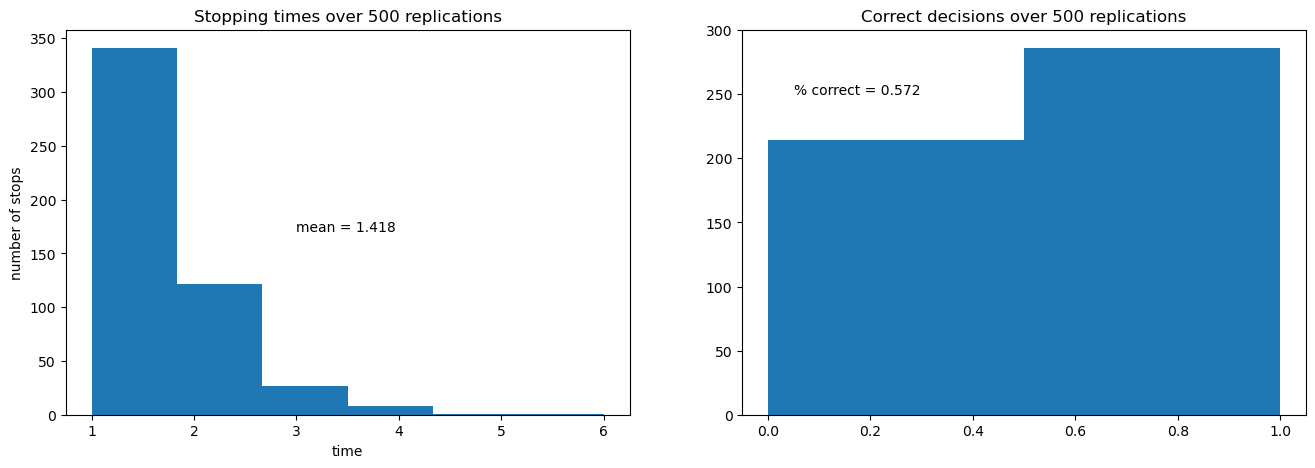 Stopping times over 500 replications
350
300
250
200
150
100
50
0
number of stops
mean = 1.418
1 2 3 4 5 6
time
Correct decisions over 500 replications
300
250
200
150
100
50
0
% correct = 0.572
0.0 0.2 0.4 0.6 0.8 1.0